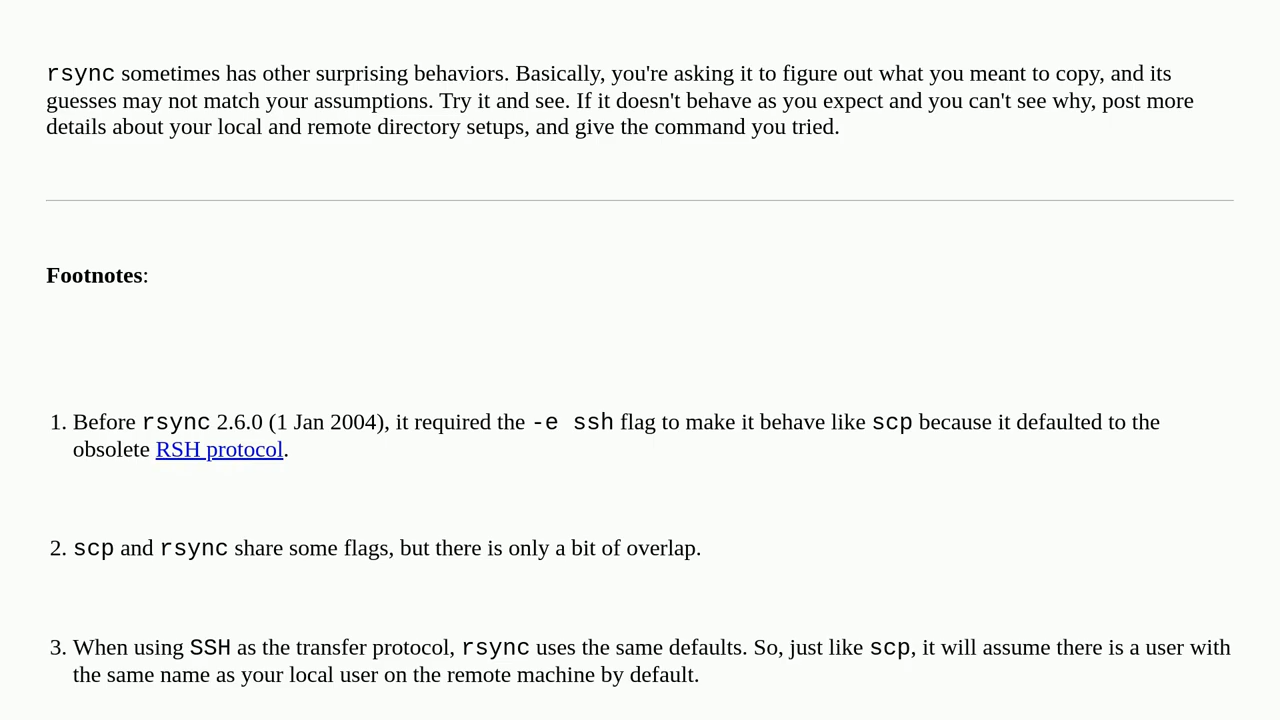 rsync sometimes has other surprising behaviors. Basically, you're asking it to figure out what you meant to copy, and its
guesses may not match your assumptions. Try it and see. If it doesn't behave as you expect and you can't see why, post more
details about your local and remote directory setups, and give the command you tried.
Footnotes:
1. Before rsync 2.6.0 (1 Jan 2004), it required the -e ssh flag to make it behave like scp because it defaulted to the
obsolete RSH protocol.
2. scp and rsync share some flags, but there is only a bit of overlap.
3. When using SSH as the transfer protocol, rsync uses the same defaults. So, just like scp, it will assume there is a user with
the same name as your local user on the remote machine by default.